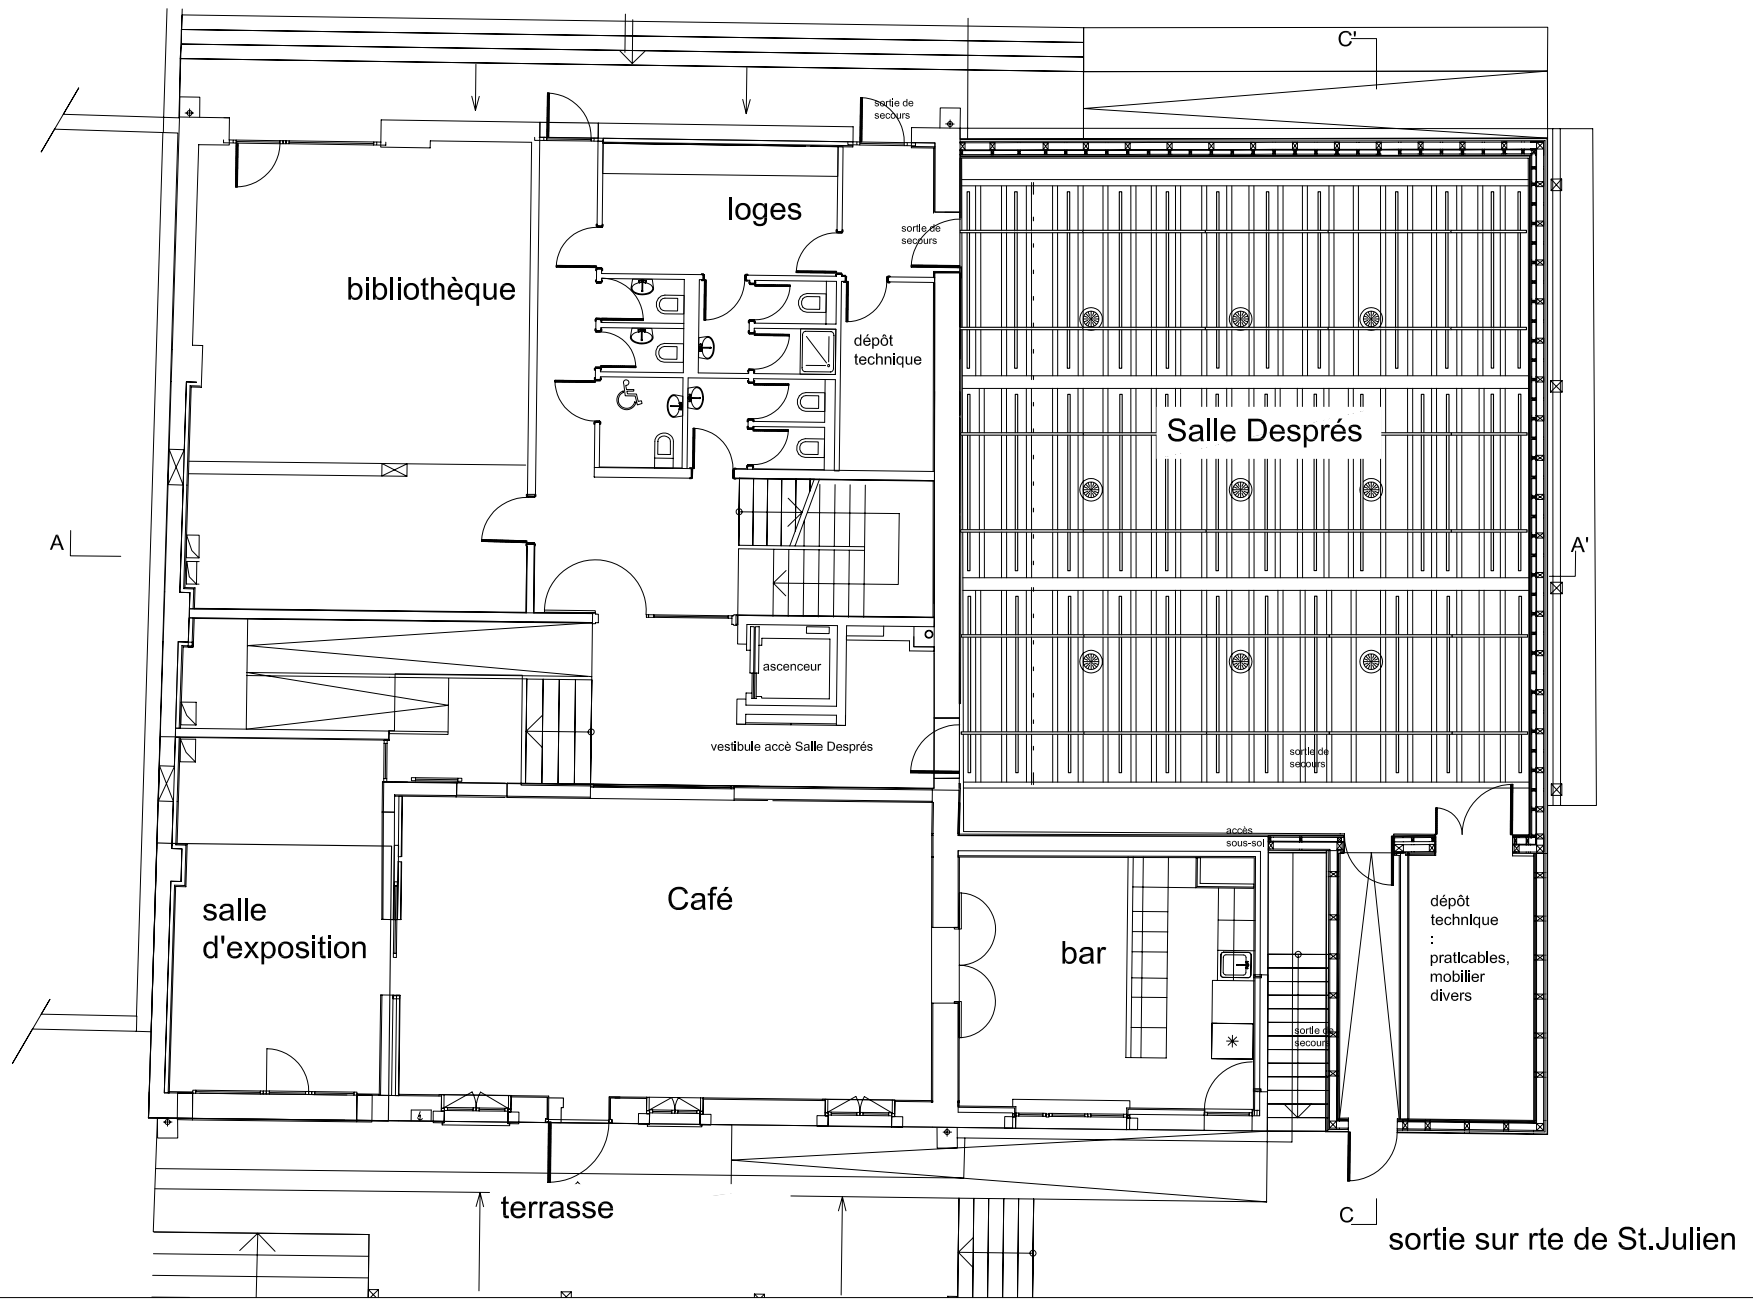 C'
sortie de
secours
loges
sortie de
secours
bibliothèque
dépôt
technique
Salle Després
A
A'
ascenceur
vestibule accè Salle Després
sortie de
secours
accès
sous-sol
Café
salle
d'exposition
bar
dépôt
technique
:
praticables,
mobilier
divers
sortie de
secours
terrasse
C
sortie sur rte de St.Julien